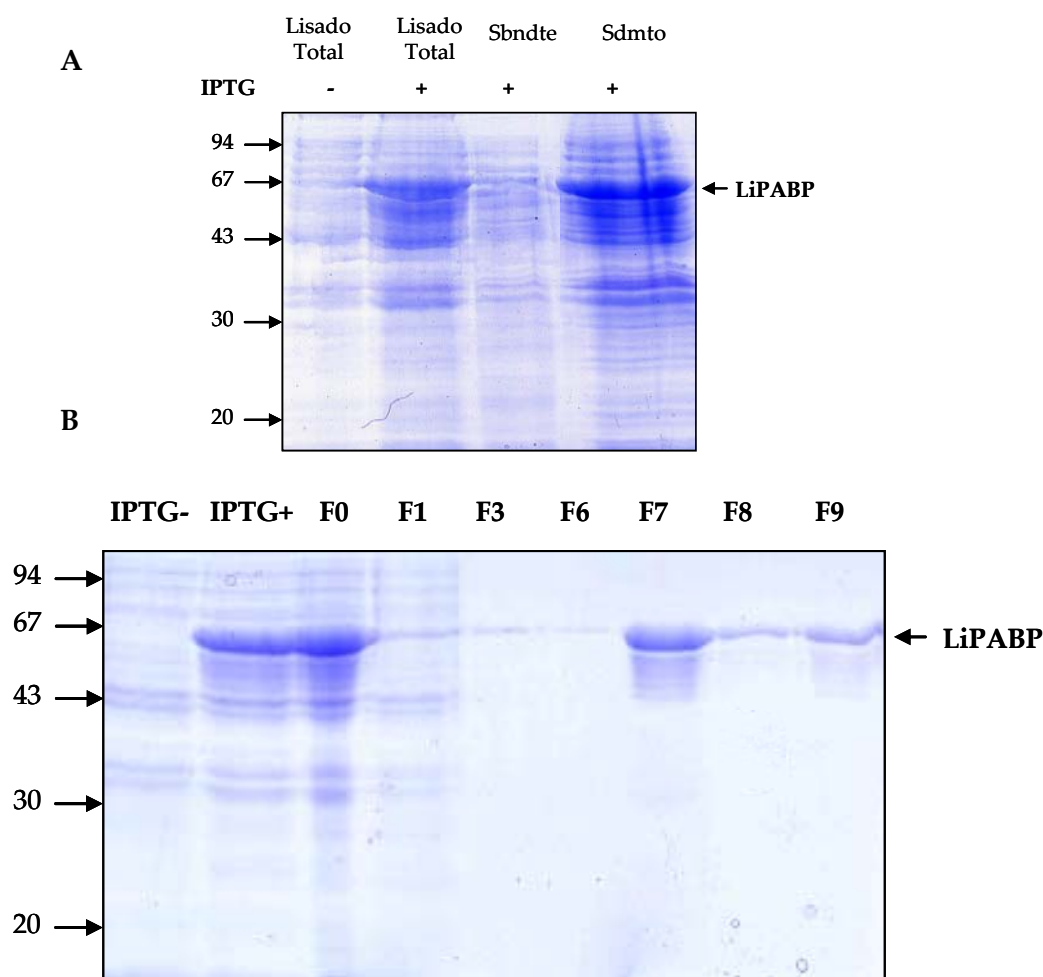 A
Lisado Total
Lisado Total
Sbndte
Sdmto
IPTG - + + +
94
67
43
30
20
LiPABP
B
IPTG- IPTG+ F0 F1 F3 F6 F7 F8 F9
94
67
43
30
20
LiPABP